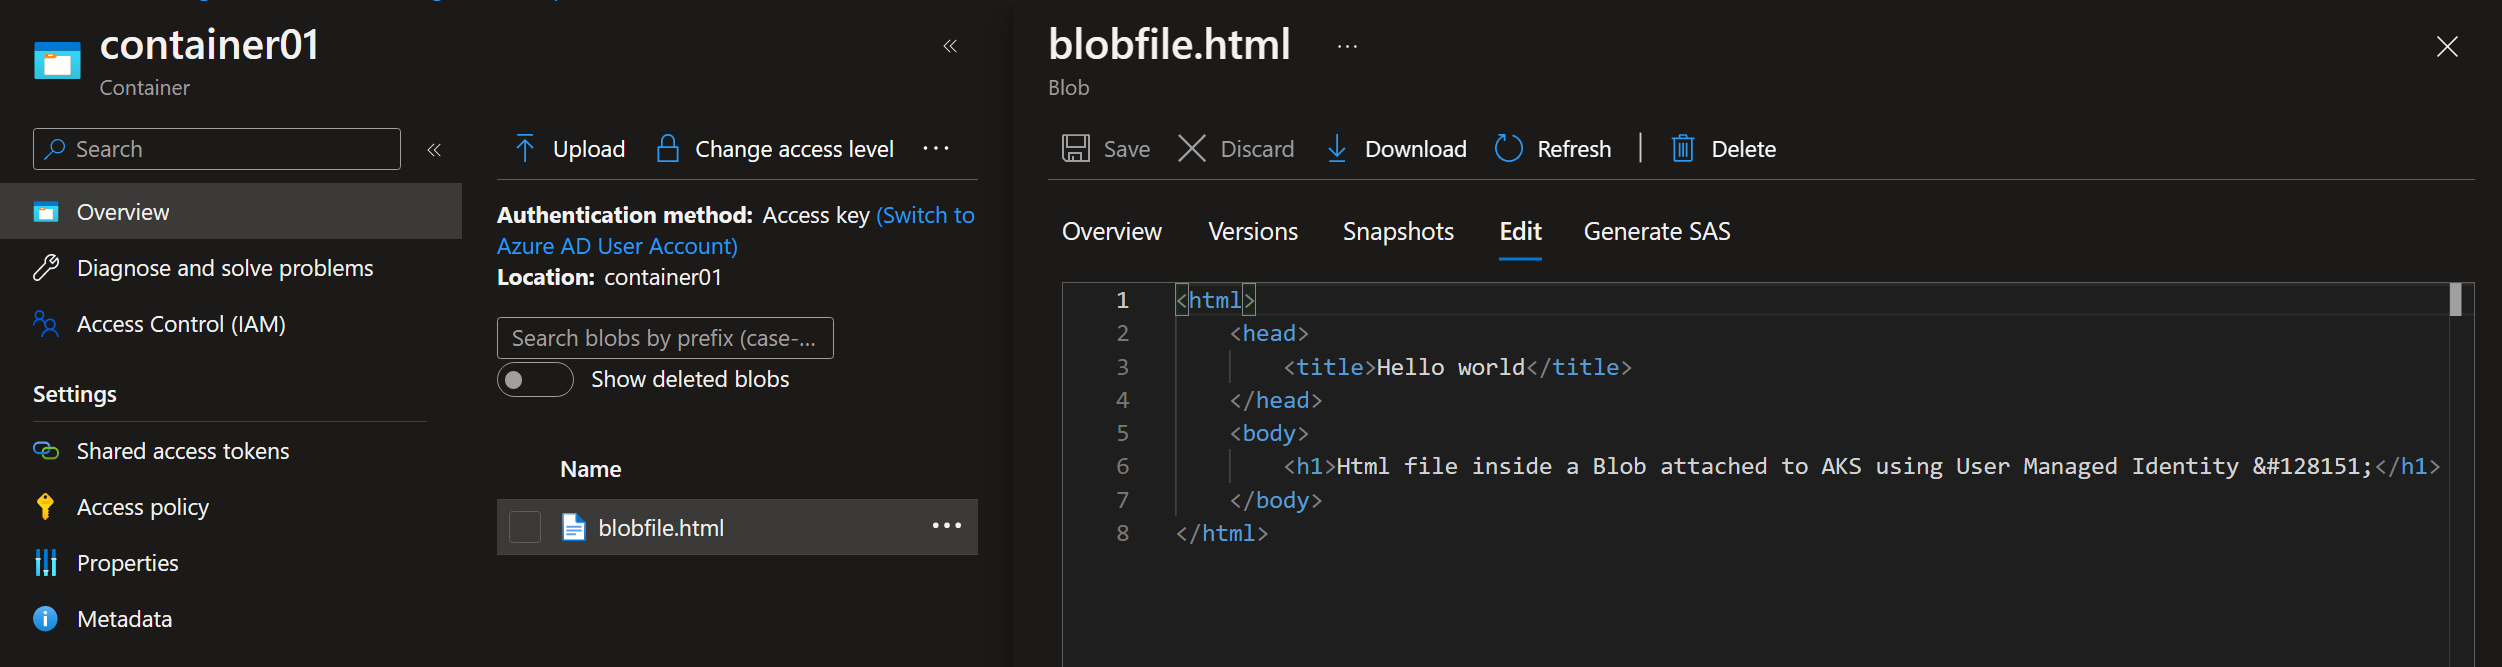 container01
Container
Search
Overview
Diagnose and solve problems
Access Control (IAM)
Settings
Shared access tokens
Access policy
Properties
Metadata
Upload
Change access level
Authentication method: Access key (Switch to
Azure AD User Account)
Location: container01
Search blobs by prefix (case-...
Show deleted blobs
Name
blobfile.html
blobfile.html
Blob
Save
Discard
Download
Refresh
Delete
Overview
Versions
Snapshots
Edit
Generate SAS
1 <html>
2 <head>
3 <title>Hello world</title>
4 </head>
5 <body>
6 <h1>Html file inside a Blob attached to AKS using User Managed Identity &#128151;</h1>
7 </body>
8 </html>